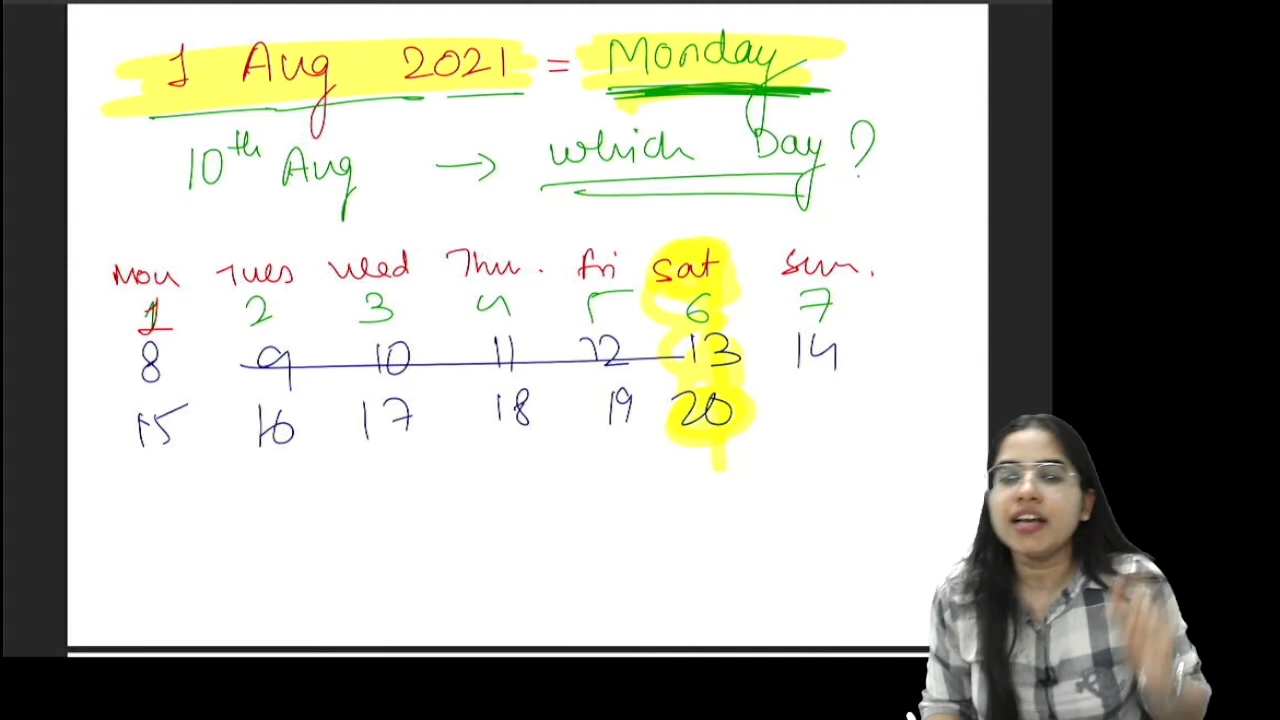 1 Aug 2021 = Monday
10th Aug → which Day ?
Mon Tues Wed Thu. fri sat sun.
1 2 3 4 5 6 7
8 9 10 11 12 13 14
15 16 17 18 19 20